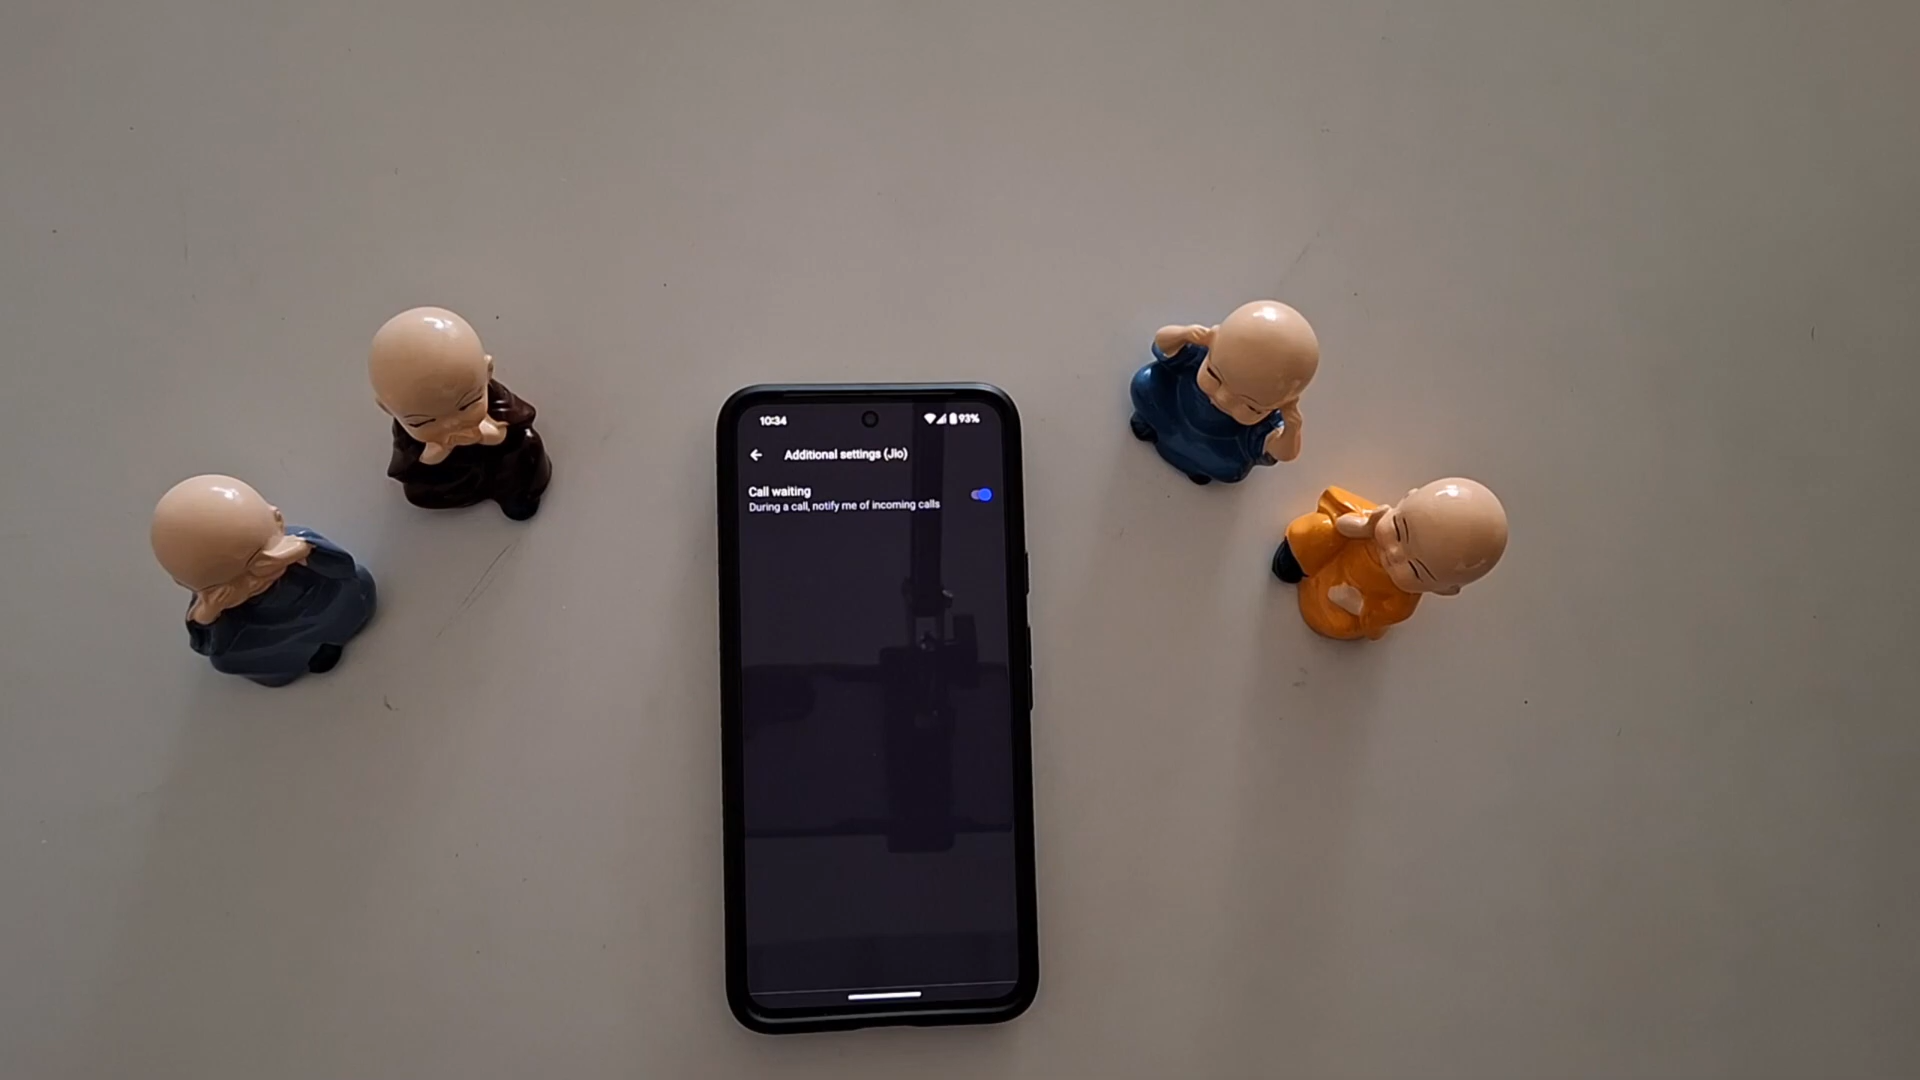 10:34
93%
Additional settings (Jio)
Call waiting
During a call, notify me of incoming calls